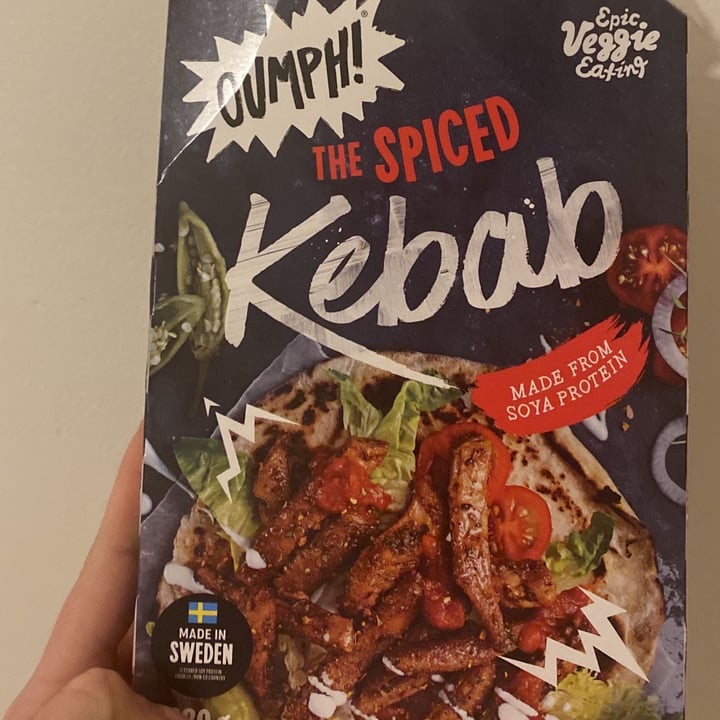 OUMPH!®
Epic
Veggie
Eating
THE SPICED
Kebab
MADE FROM
SOYA PROTEIN
MADE IN
SWEDEN